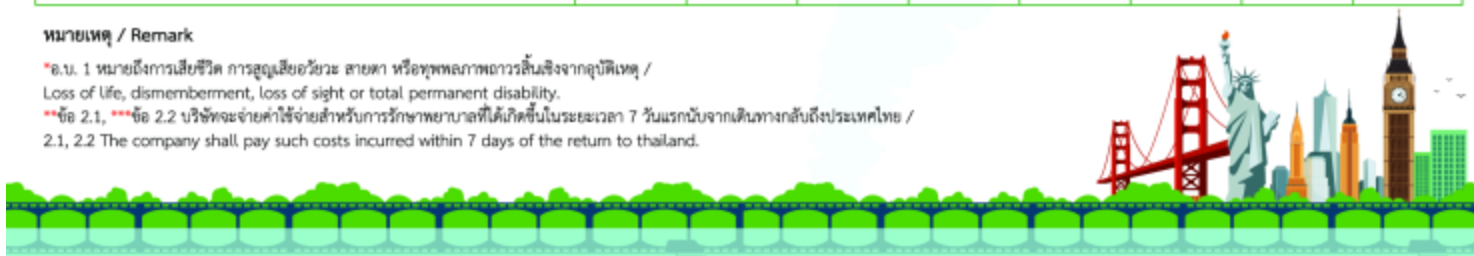 หมายเหตุ / Remark
*อ.บ. 1 หมายถึงการเสียชีวิต การสูญเสียอวัยวะ สายตา หรือทุพพลภาพถาวรสิ้นเชิงจากอุบัติเหตุ /
Loss of life, dismemberment, loss of sight or total permanent disability.
**ข้อ 2.1, ***ข้อ 2.2 บริษัทจะจ่ายค่าใช้จ่ายสำหรับการรักษาพยาบาลที่ได้เกิดขึ้นในระยะเวลา 7 วันแรกนับจากเดินทางกลับถึงประเทศไทย /
2.1, 2.2 The company shall pay such costs incurred within 7 days of the return to thailand.